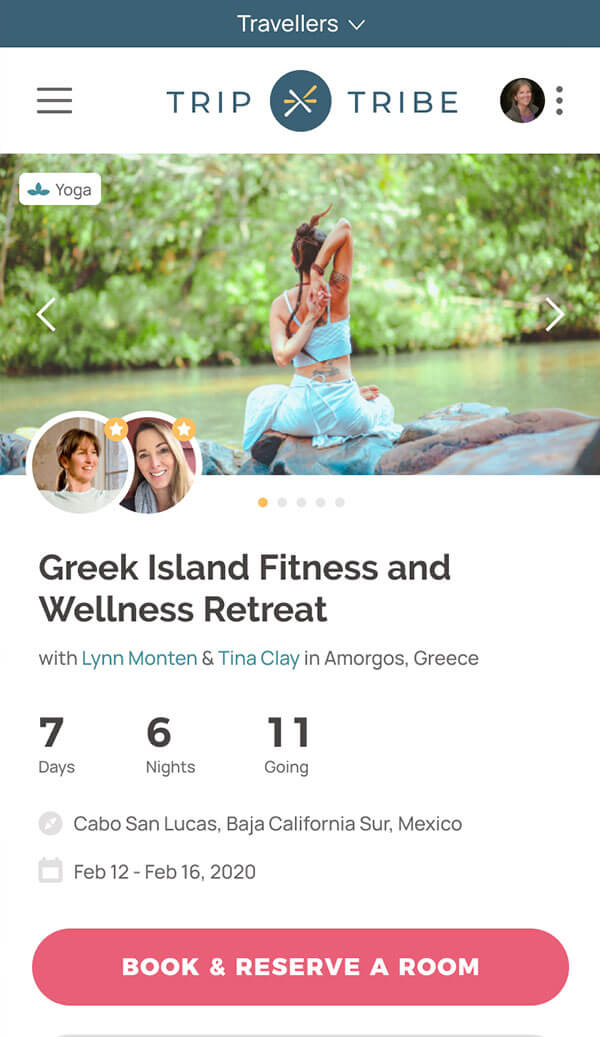 Travellers
TRIP TRIBE
Yoga
Greek Island Fitness and
Wellness Retreat
with Lynn Monten & Tina Clay in Amorgos, Greece
7 6 11
Days Nights Going
Cabo San Lucas, Baja California Sur, Mexico
Feb 12 - Feb 16, 2020
BOOK & RESERVE A ROOM